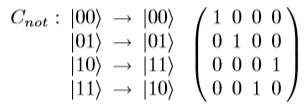 C_not : |00⟩ → |00⟩ ( 1 0 0 0 )
|01⟩ → |01⟩ ( 0 1 0 0 )
|10⟩ → |11⟩ ( 0 0 0 1 )
|11⟩ → |10⟩ ( 0 0 1 0 )